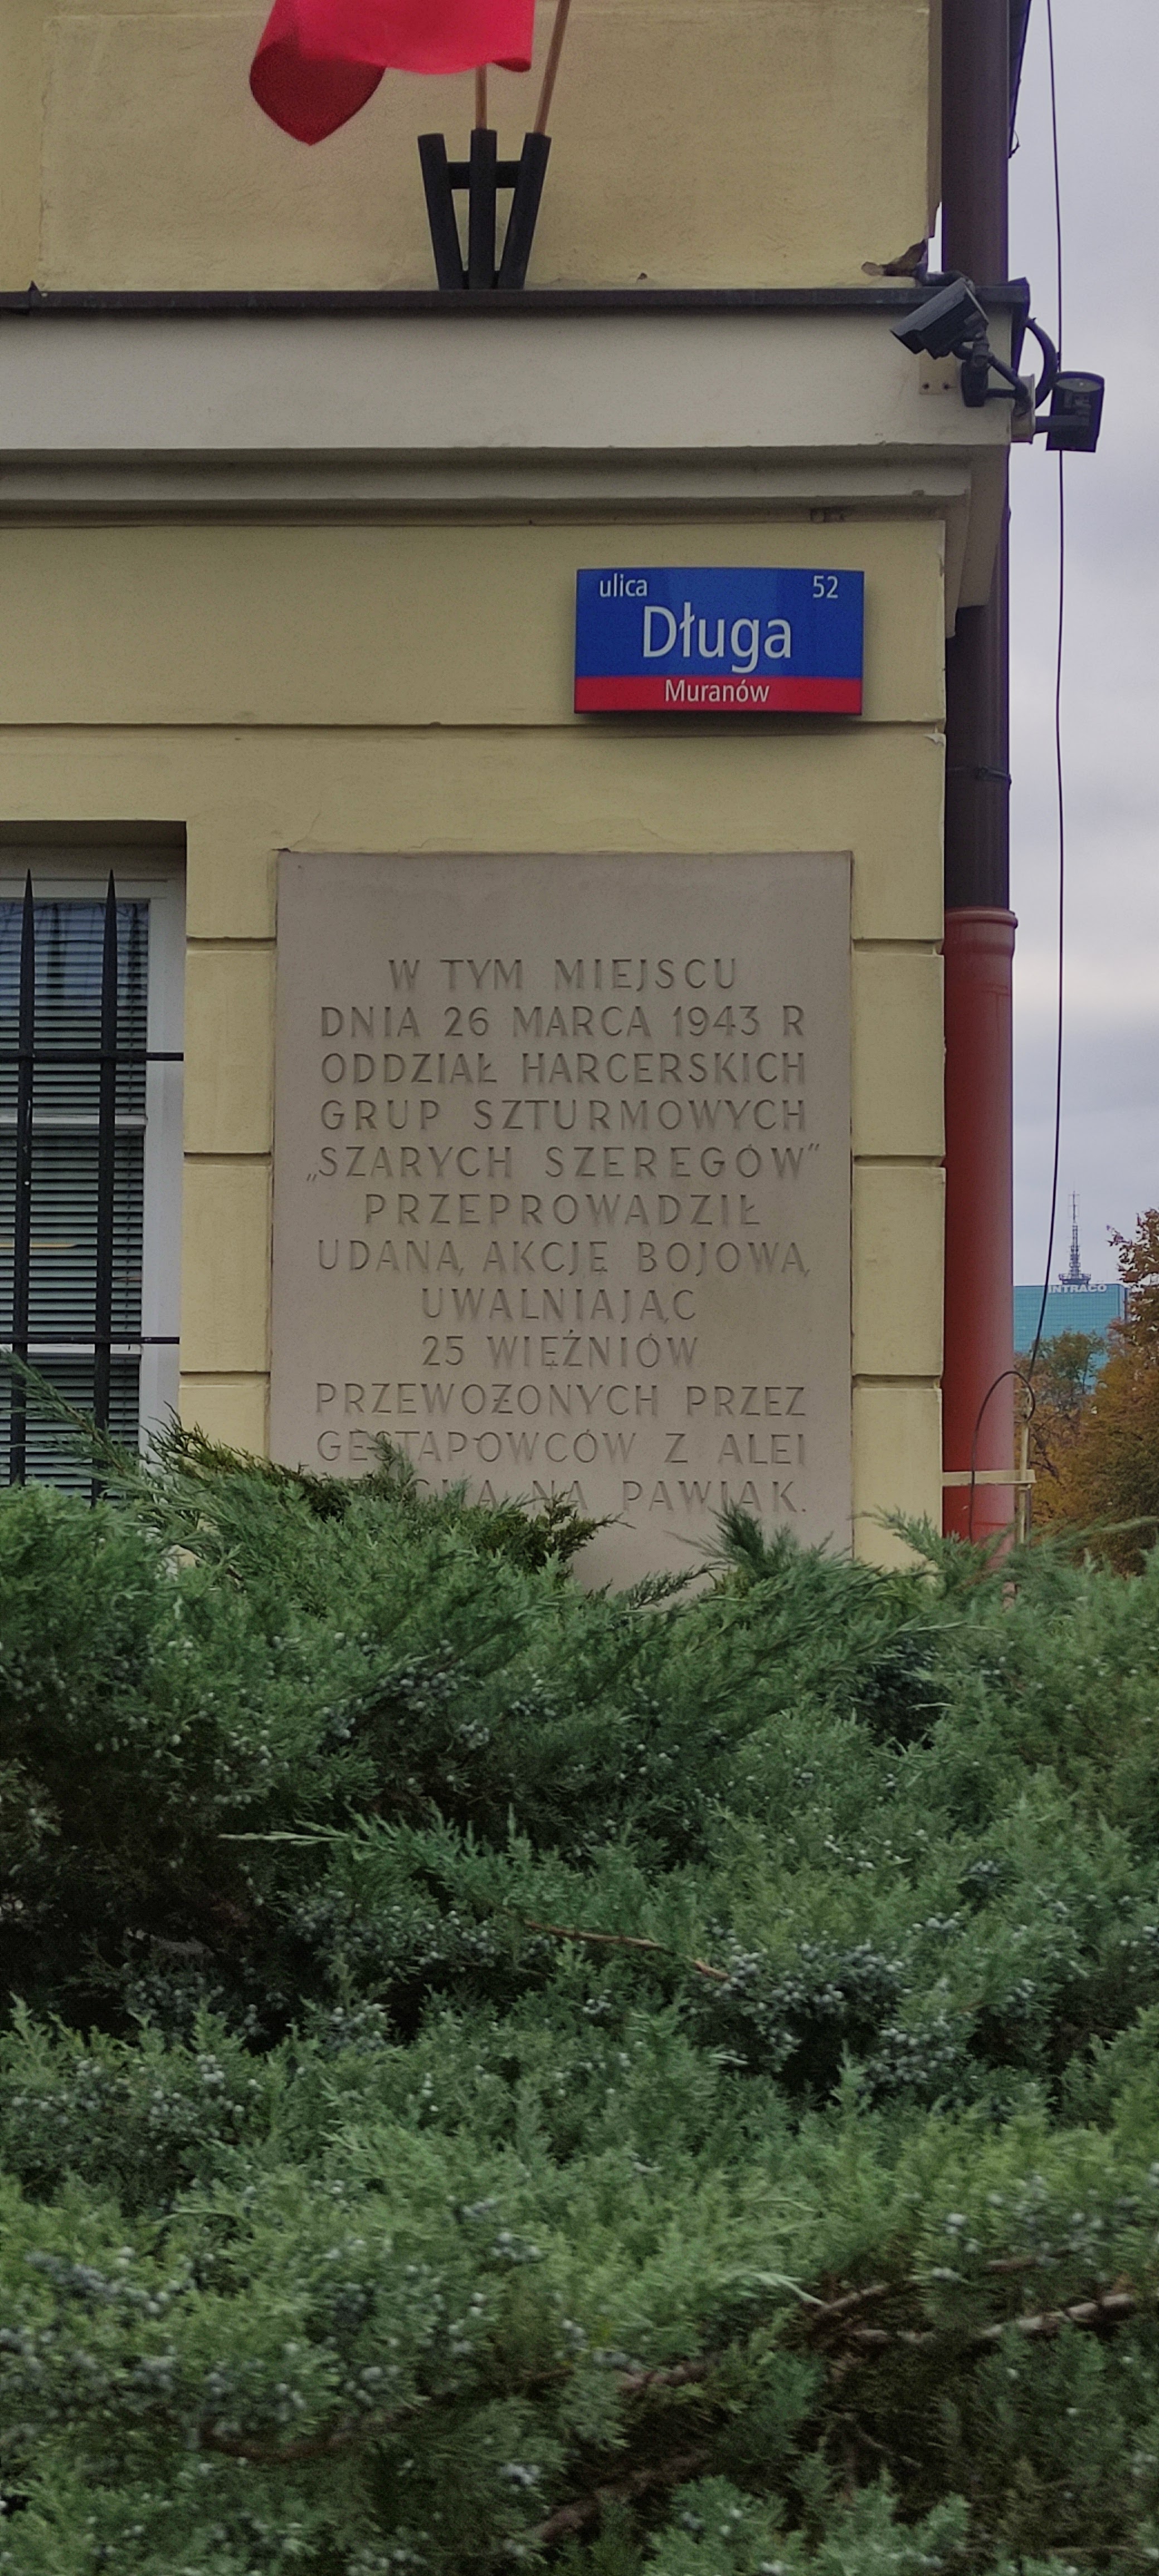 ulica 52
Długa
Muranów
W TYM MIEJSCU
DNIA 26 MARCA 1943 R
ODDZIAŁ HARCERSKICH
GRUP SZTURMOWYCH
„SZARYCH SZEREGÓW”
PRZEPROWADZIŁ
UDANĄ AKCJĘ BOJOWĄ
UWALNIAJĄC
25 WIĘŹNIÓW
PRZEWOŻONYCH PRZEZ
GESTAPOWCÓW Z ALEI
NA PAWIAK.
INTRACO